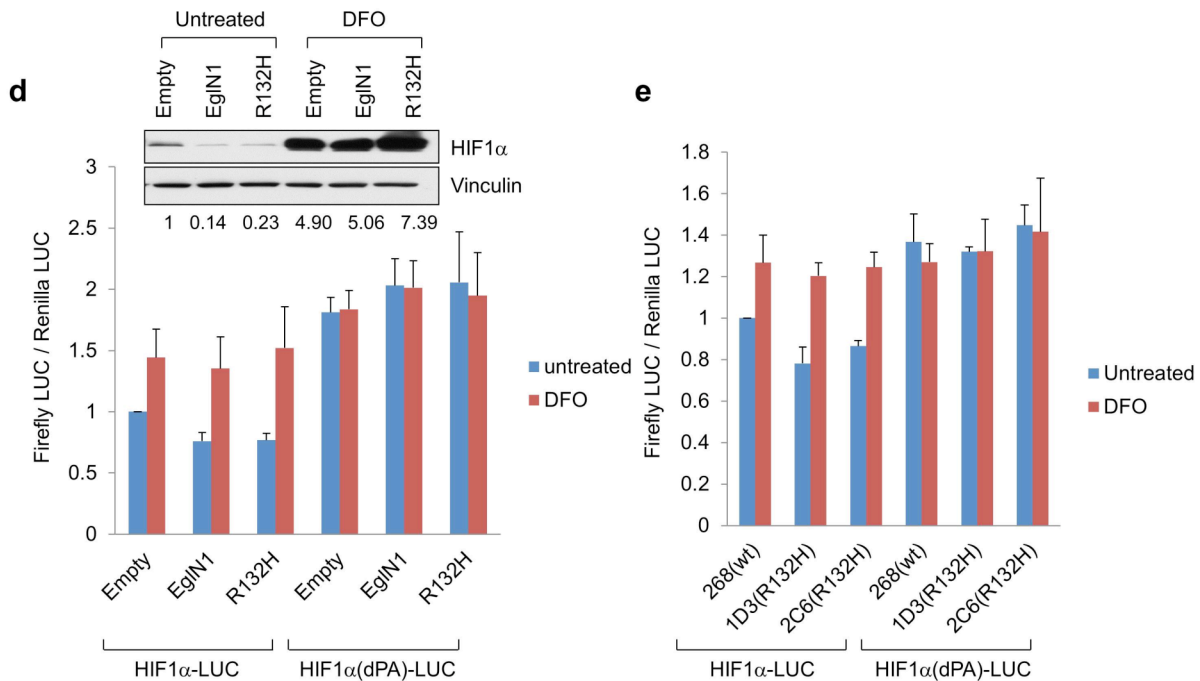 d
Untreated DFO
Empty EglN1 R132H Empty EglN1 R132H
HIF1α
Vinculin
1 0.14 0.23 4.90 5.06 7.39
Firefly LUC / Renilla LUC
3
2.5
2
1.5
1
0.5
0
untreated
DFO
Empty EglN1 R132H Empty EglN1 R132H
HIF1α-LUC HIF1α(dPA)-LUC
e
Firefly LUC / Renilla LUC
1.8
1.6
1.4
1.2
1
0.8
0.6
0.4
0.2
0
Untreated
DFO
268(wt) 1D3(R132H) 2C6(R132H) 268(wt) 1D3(R132H) 2C6(R132H)
HIF1α-LUC HIF1α(dPA)-LUC